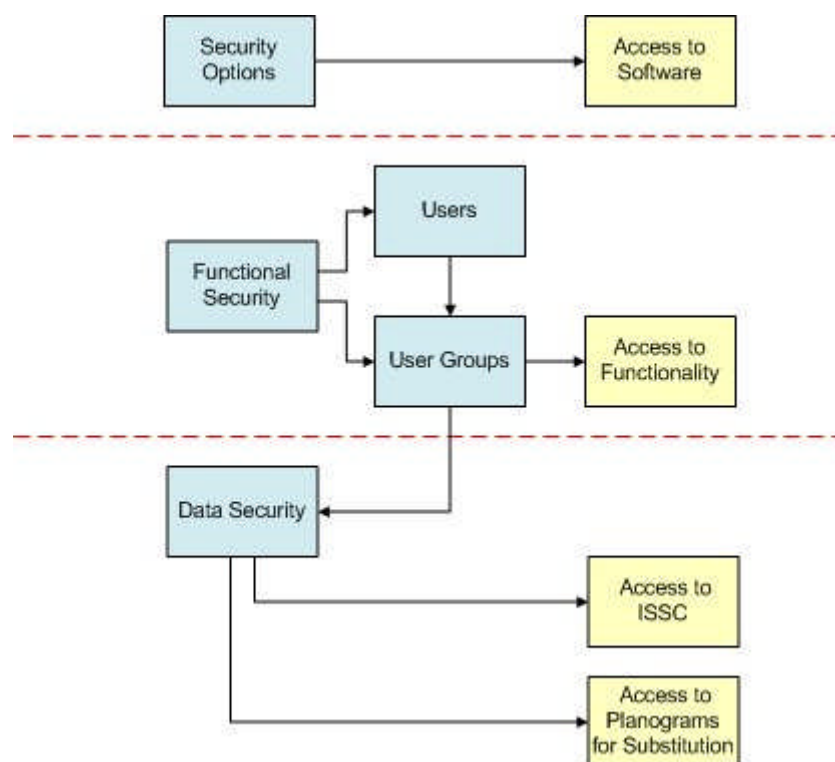 Security
Options
Access to
Software
Users
Functional
Security
User Groups
Access to
Functionality
Data Security
Access to
ISSC
Access to
Planograms
for Substitution